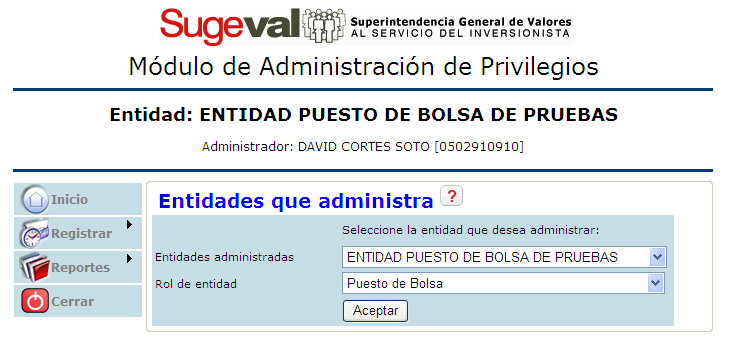 Sugeval Superintendencia General de Valores
AL SERVICIO DEL INVERSIONISTA
Módulo de Administración de Privilegios
Entidad: ENTIDAD PUESTO DE BOLSA DE PRUEBAS
Administrador: DAVID CORTES SOTO [0502910910]
Inicio
Registrar
Reportes
Cerrar
Entidades que administra ?
Seleccione la entidad que desea administrar:
Entidades administradas ENTIDAD PUESTO DE BOLSA DE PRUEBAS
Rol de entidad Puesto de Bolsa
Aceptar